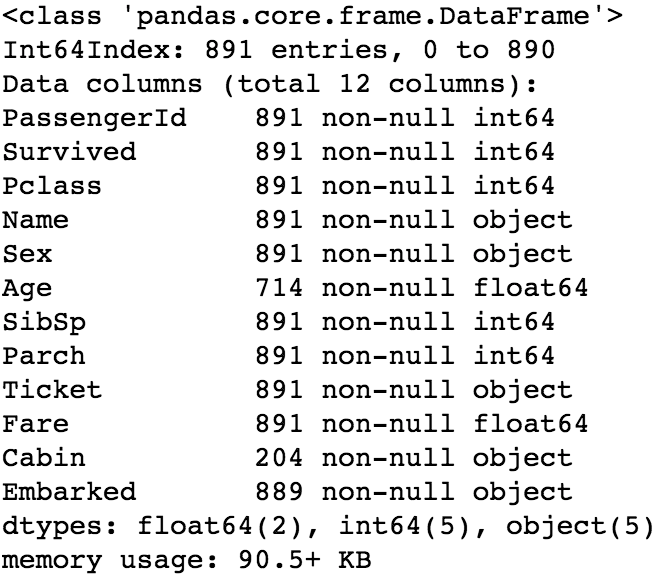 <class 'pandas.core.frame.DataFrame'>
Int64Index: 891 entries, 0 to 890
Data columns (total 12 columns):
PassengerId    891 non-null int64
Survived       891 non-null int64
Pclass         891 non-null int64
Name           891 non-null object
Sex            891 non-null object
Age            714 non-null float64
SibSp          891 non-null int64
Parch          891 non-null int64
Ticket         891 non-null object
Fare           891 non-null float64
Cabin          204 non-null object
Embarked       889 non-null object
dtypes: float64(2), int64(5), object(5)
memory usage: 90.5+ KB